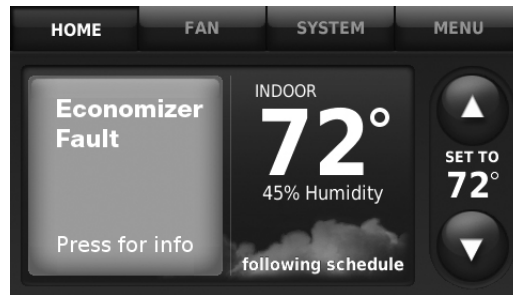 HOME FAN SYSTEM MENU
Economizer
Fault
Press for info
INDOOR
72°
45% Humidity
following schedule
SET TO
72°